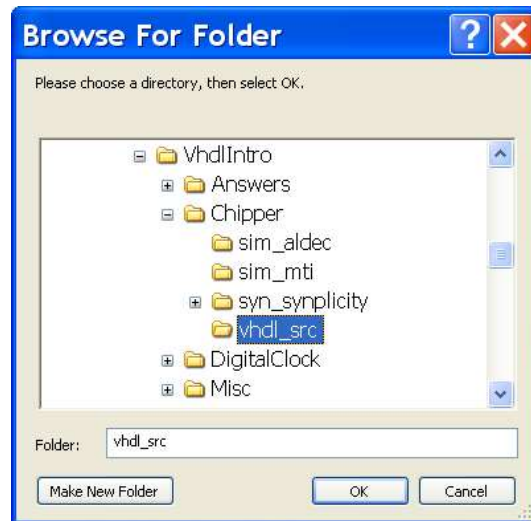 Browse For Folder
Please choose a directory, then select OK.
VhdlIntro
Answers
Chipper
sim_aldec
sim_mti
syn_synplicity
vhdl_src
DigitalClock
Misc
Folder: vhdl_src
Make New Folder OK Cancel